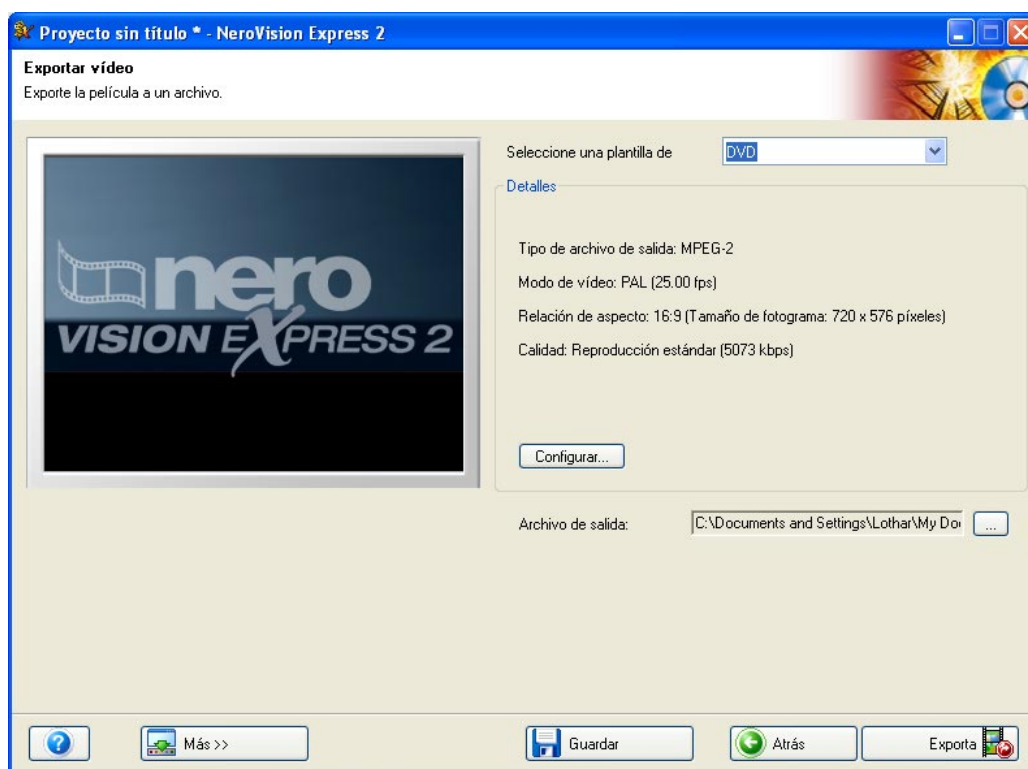 Proyecto sin título * - NeroVision Express 2
Exportar vídeo
Exporte la película a un archivo.
nero
VISION EXPRESS 2
Seleccione una plantilla de
DVD
Detalles
Tipo de archivo de salida: MPEG-2
Modo de vídeo: PAL (25.00 fps)
Relación de aspecto: 16:9 (Tamaño de fotograma: 720 x 576 píxeles)
Calidad: Reproducción estándar (5073 kbps)
Configurar...
Archivo de salida:
C:\Documents and Settings\Lothar\My Do
...
?
Más >>
Guardar
Atrás
Exporta